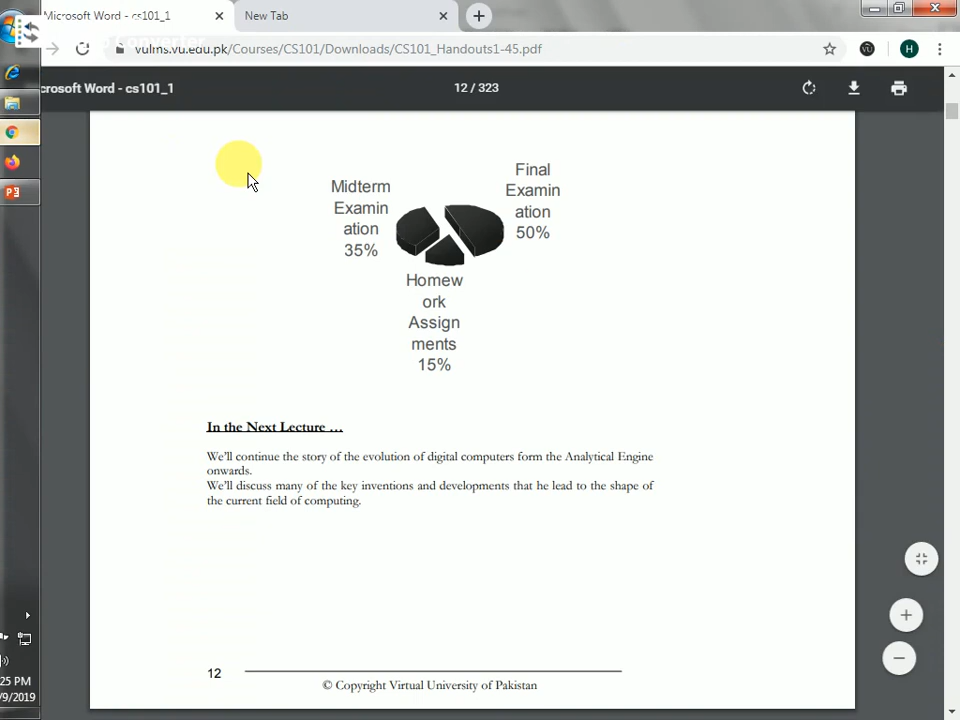 Microsoft Word - cs101_1
New Tab
vulms.vu.edu.pk/Courses/CS101/Downloads/CS101_Handouts1-45.pdf
VU
H
crosoft Word - cs101_1
12 / 323
Midterm
Examin
ation
35%
Final
Examin
ation
50%
Homew
ork
Assign
ments
15%
In the Next Lecture …
We'll continue the story of the evolution of digital computers form the Analytical Engine
onwards.
We'll discuss many of the key inventions and developments that he lead to the shape of
the current field of computing.
12
© Copyright Virtual University of Pakistan
25 PM
/9/2019